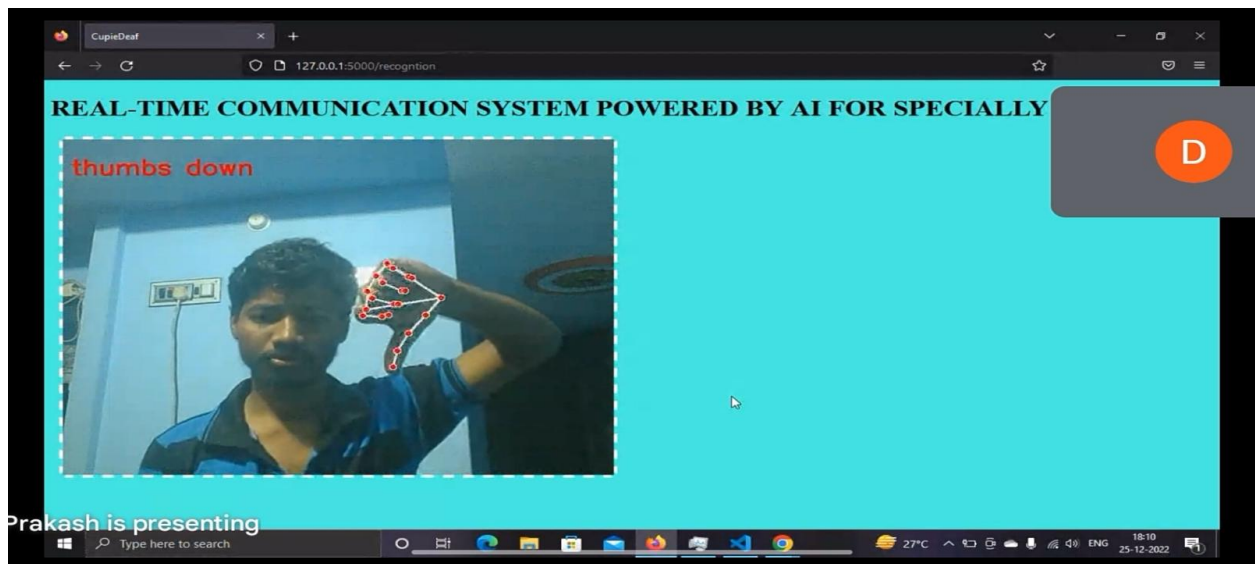 CupieDeaf
127.0.0.1:5000/recogntion
REAL-TIME COMMUNICATION SYSTEM POWERED BY AI FOR SPECIALLY
D
thumbs down
Prakash is presenting
Type here to search
27°C
ENG
18:10
25-12-2022
1